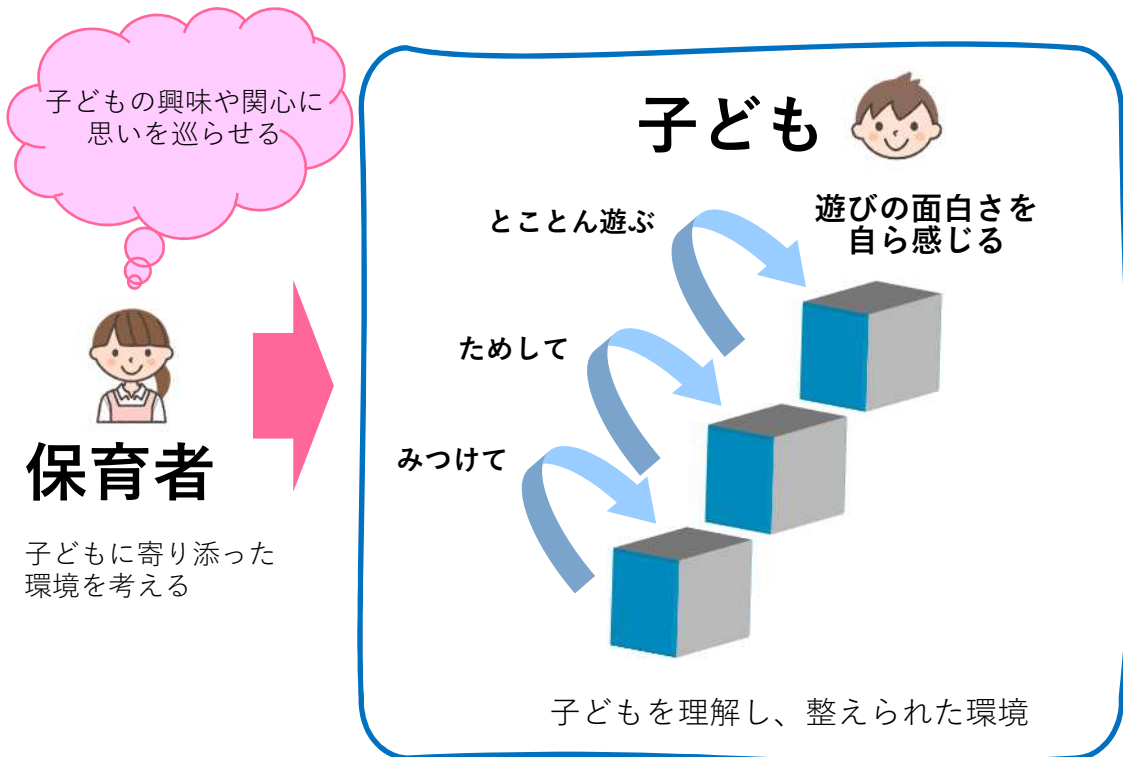 子どもの興味や関心に
思いを巡らせる
保育者
子どもに寄り添った
環境を考える
子ども
とことん遊ぶ
遊びの面白さを
自ら感じる
ためして
みつけて
子どもを理解し、整えられた環境